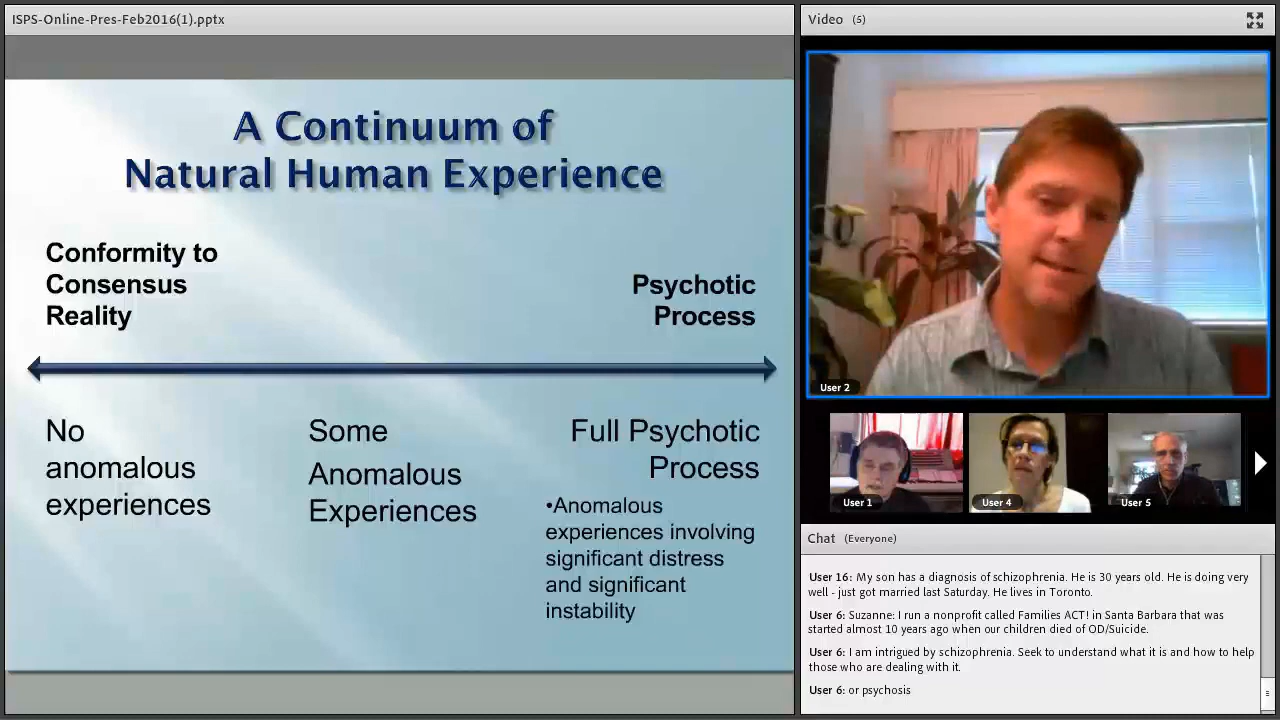 ISPS-Online-Pres-Feb2016(1).pptx
A Continuum of
Natural Human Experience
Conformity to
Consensus
Reality
Psychotic
Process
No
anomalous
experiences
Some
Anomalous
Experiences
Full Psychotic
Process
•Anomalous
experiences involving
significant distress
and significant
instability
Video (5)
User 2
User 1
User 4
User 5
Chat (Everyone)
User 16: My son has a diagnosis of schizophrenia. He is 30 years old. He is doing very
well - just got married last Saturday. He lives in Toronto.
User 6: Suzanne: I run a nonprofit called Families ACT! in Santa Barbara that was
started almost 10 years ago when our children died of OD/Suicide.
User 6: I am intrigued by schizophrenia. Seek to understand what it is and how to help
those who are dealing with it.
User 6: or psychosis